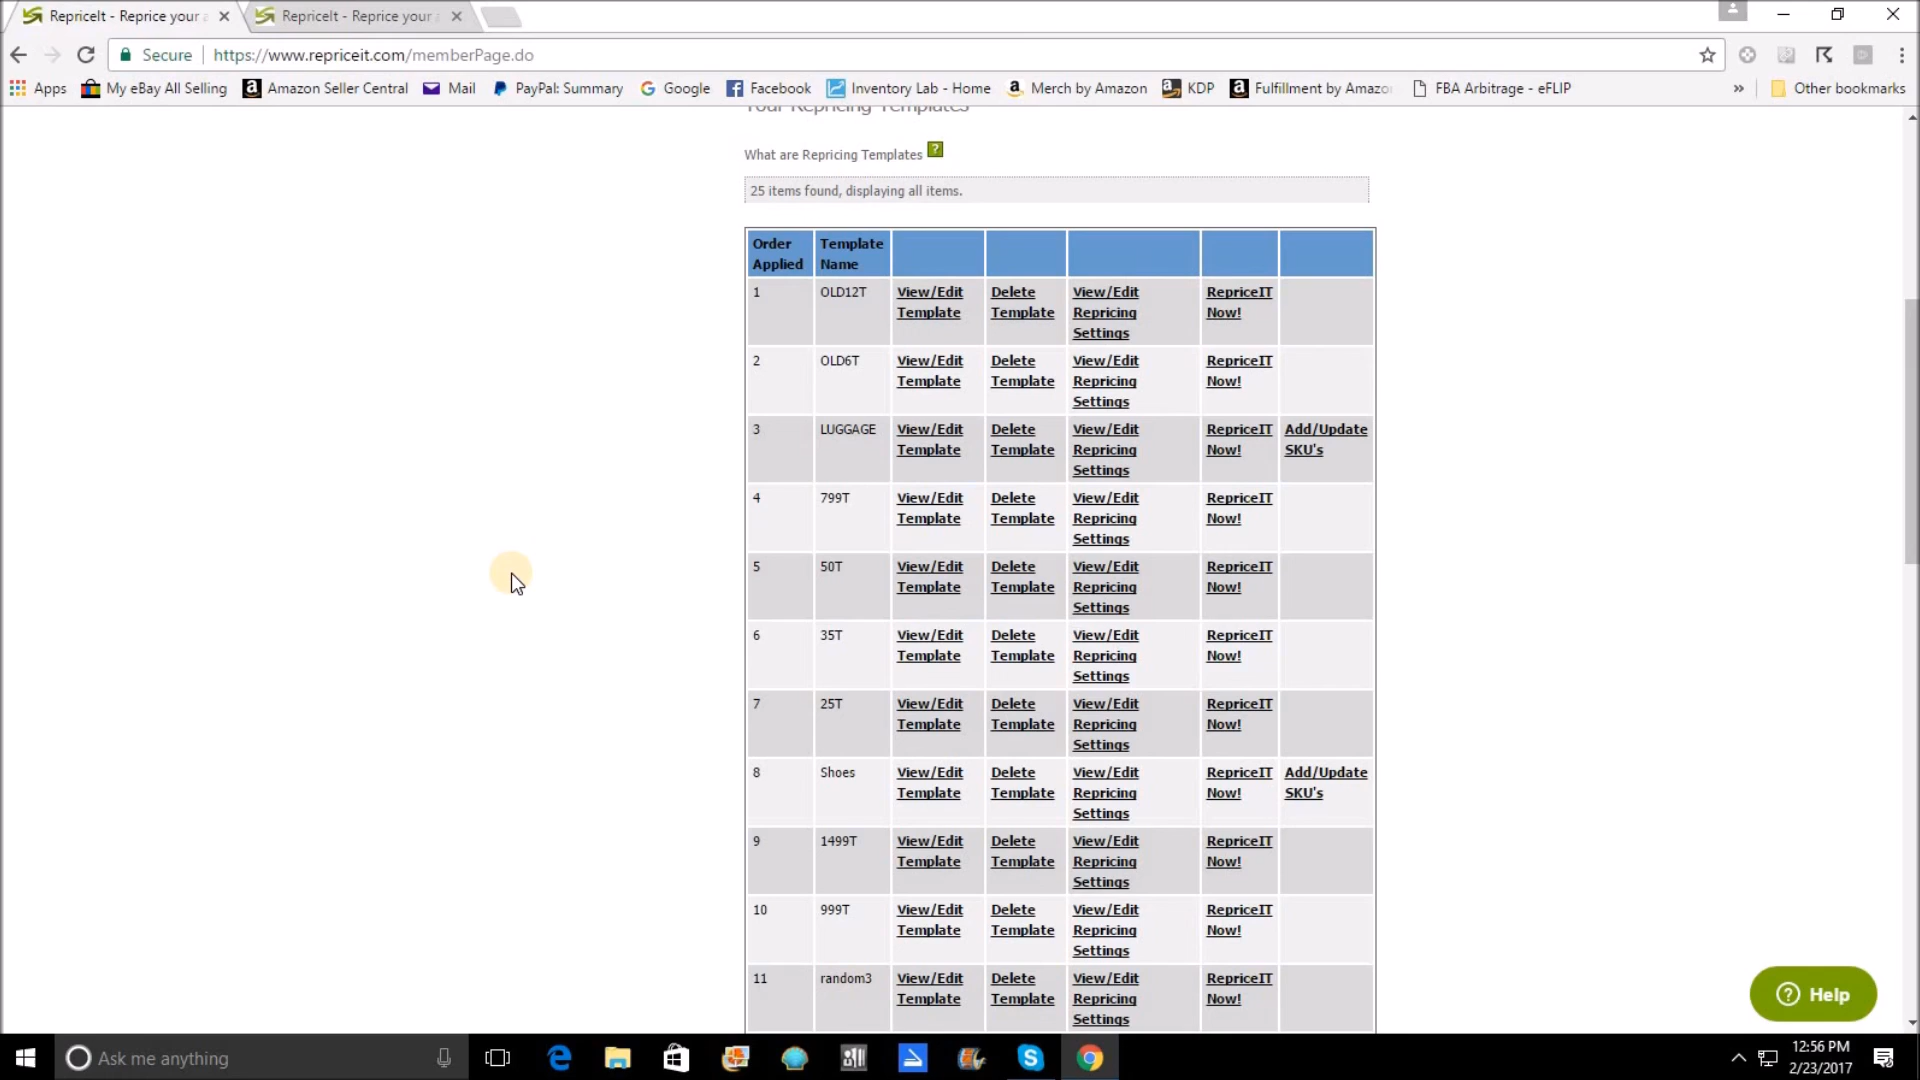 RepriceIt - Reprice your a
RepriceIt - Reprice your a
Secure
https://www.repriceit.com/memberPage.do
Apps
My eBay All Selling
Amazon Seller Central
Mail
PayPal: Summary
Google
Facebook
Inventory Lab - Home
Merch by Amazon
KDP
Fulfillment by Amazo
FBA Arbitrage - eFLIP
»
Other bookmarks
Your Repricing Templates
What are Repricing Templates ?
25 items found, displaying all items.
Order Template
Applied Name
1 OLD12T View/Edit Delete View/Edit RepriceIT
Template Template Repricing Now!
Settings
2 OLD6T View/Edit Delete View/Edit RepriceIT
Template Template Repricing Now!
Settings
3 LUGGAGE View/Edit Delete View/Edit RepriceIT Add/Update
Template Template Repricing Now! SKU's
Settings
4 799T View/Edit Delete View/Edit RepriceIT
Template Template Repricing Now!
Settings
5 50T View/Edit Delete View/Edit RepriceIT
Template Template Repricing Now!
Settings
6 35T View/Edit Delete View/Edit RepriceIT
Template Template Repricing Now!
Settings
7 25T View/Edit Delete View/Edit RepriceIT
Template Template Repricing Now!
Settings
8 Shoes View/Edit Delete View/Edit RepriceIT Add/Update
Template Template Repricing Now! SKU's
Settings
9 1499T View/Edit Delete View/Edit RepriceIT
Template Template Repricing Now!
Settings
10 999T View/Edit Delete View/Edit RepriceIT
Template Template Repricing Now!
Settings
11 random3 View/Edit Delete View/Edit RepriceIT
Template Template Repricing Now!
Settings
? Help
Ask me anything
12:56 PM
2/23/2017